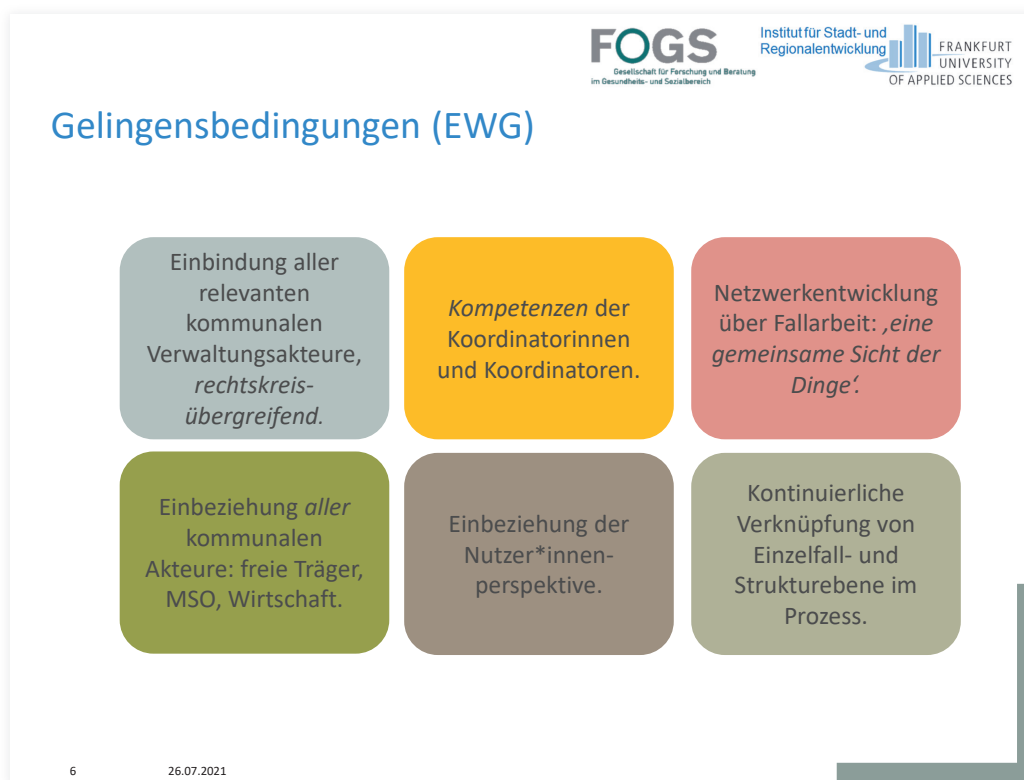 FOGS
Gesellschaft für Forschung und Beratung
im Gesundheits- und Sozialbereich
Institut für Stadt- und
Regionalentwicklung
FRANKFURT
UNIVERSITY
OF APPLIED SCIENCES
Gelingensbedingungen (EWG)
Einbindung aller
relevanten
kommunalen
Verwaltungsakteure,
rechtskreis-
übergreifend.
Kompetenzen der
Koordinatorinnen
und Koordinatoren.
Netzwerkentwicklung
über Fallarbeit: ‚eine
gemeinsame Sicht der
Dinge‘.
Einbeziehung aller
kommunalen
Akteure: freie Träger,
MSO, Wirtschaft.
Einbeziehung der
Nutzer*innen-
perspektive.
Kontinuierliche
Verknüpfung von
Einzelfall- und
Strukturebene im
Prozess.
6
26.07.2021